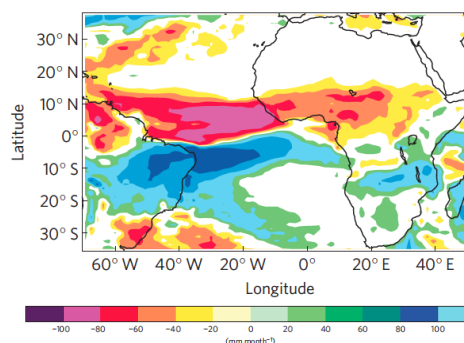 30° N
20° N
10° N
0°
10° S
20° S
30° S
Latitude
60° W 40° W 20° W 0° 20° E 40° E
Longitude
−100 −80 −60 −40 −20 0 20 40 60 80 100
(mm month⁻¹)